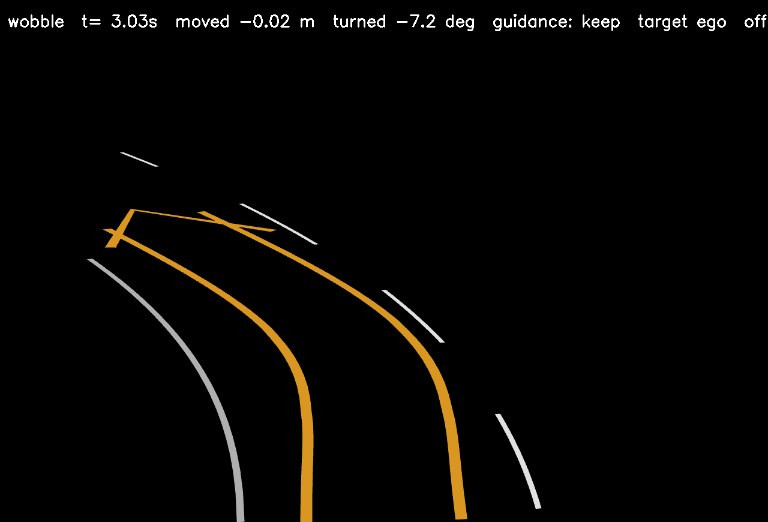 wobble t= 3.03s moved −0.02 m turned −7.2 deg guidance: keep target ego off